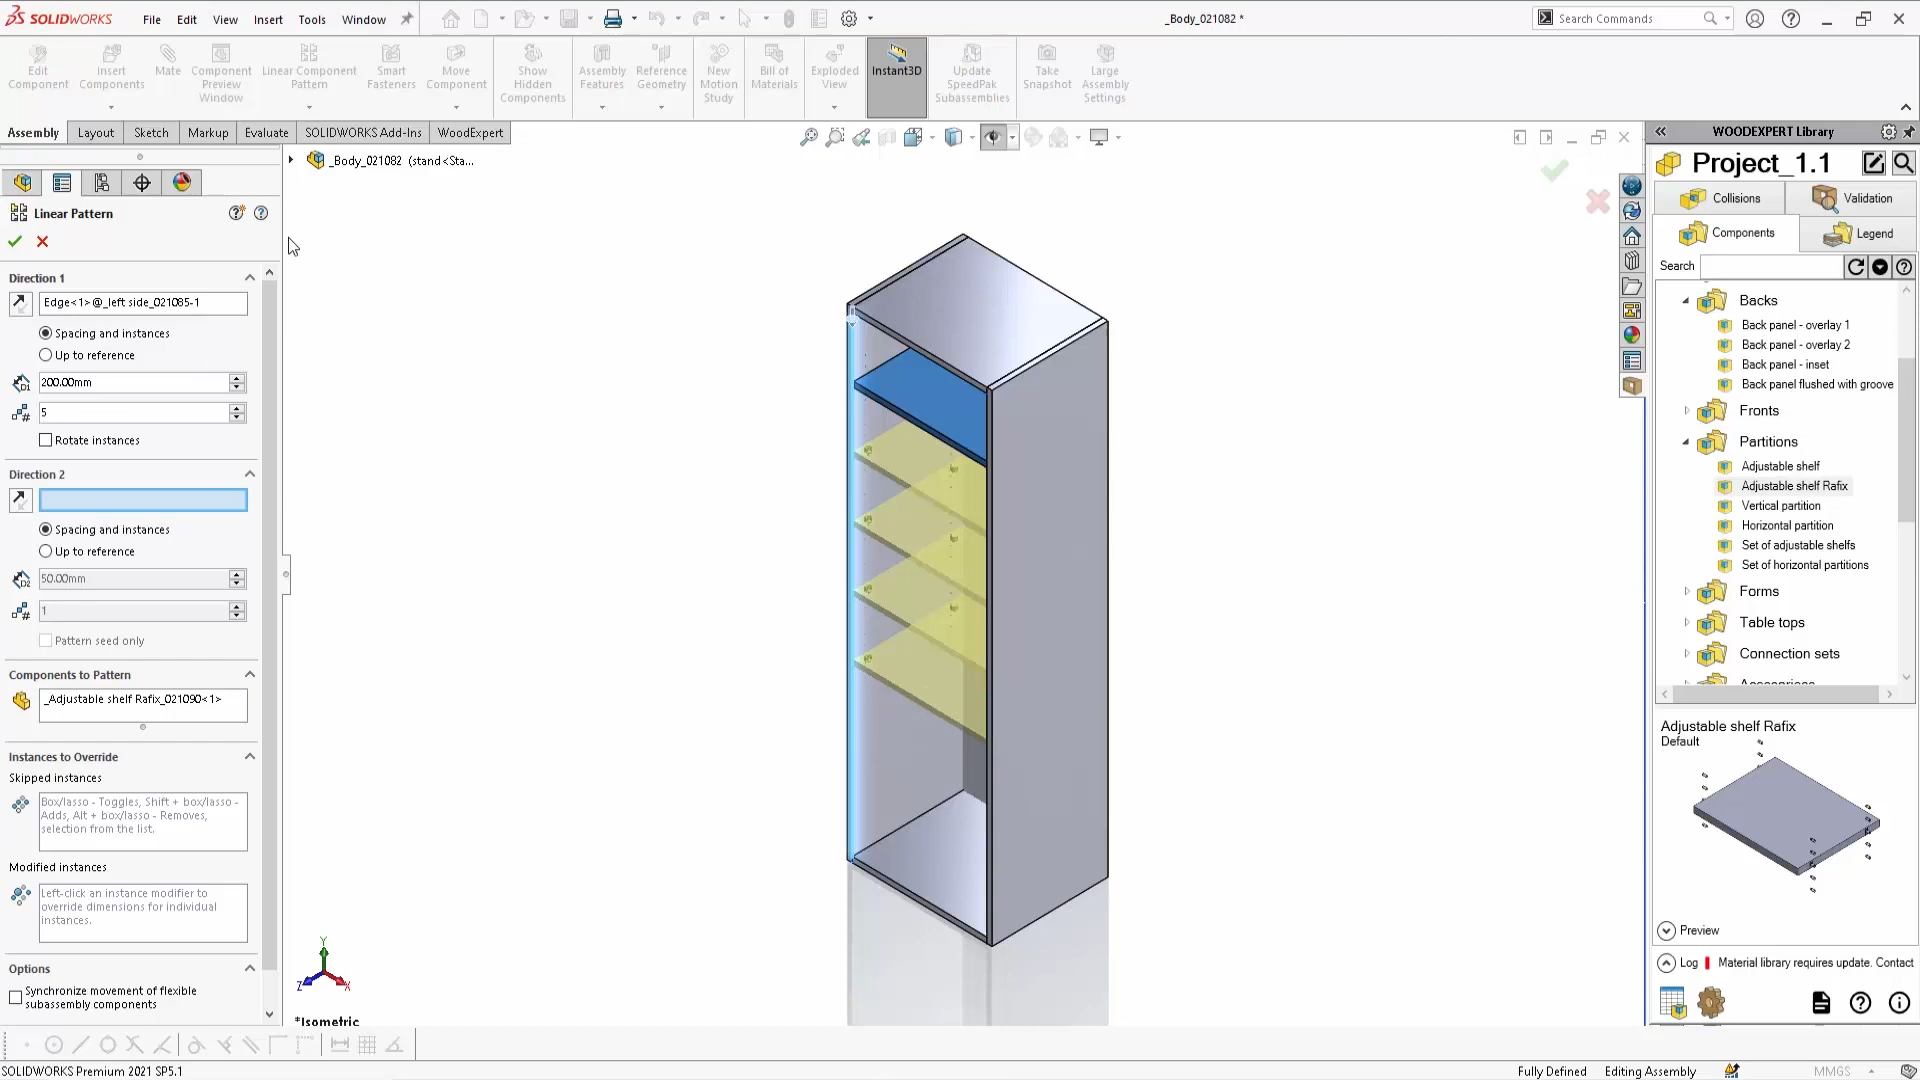 SOLIDWORKS
File
Edit
View
Insert
Tools
Window
_Body_021082 *
Search Commands
Edit
Component
Insert
Components
Mate
Component
Preview
Window
Linear Component
Pattern
Smart
Fasteners
Move
Component
Show
Hidden
Components
Assembly
Features
Reference
Geometry
New
Motion
Study
Bill of
Materials
Exploded
View
Instant3D
Update
SpeedPak
Subassemblies
Take
Snapshot
Large
Assembly
Settings
Assembly
Layout
Sketch
Markup
Evaluate
SOLIDWORKS Add-Ins
WoodExpert
_Body_021082 (stand<Sta...
Linear Pattern
Direction 1
Edge<1>@_left side_021085-1
Spacing and instances
Up to reference
D1
200.00mm
#
5
Rotate instances
Direction 2
Spacing and instances
Up to reference
D2
50.00mm
#
1
Pattern seed only
Components to Pattern
_Adjustable shelf Rafix_021090<1>
Instances to Override
Skipped instances
Box/lasso - Toggles, Shift + box/lasso -
Adds, Alt + box/lasso - Removes,
selection from the list.
Modified instances
Left-click an instance modifier to
override dimensions for individual
instances.
Options
Synchronize movement of flexible
subassembly components
Y
Z
X
*Isometric
WOODEXPERT Library
Project_1.1
Collisions
Validation
Components
Legend
Search
Backs
Back panel - overlay 1
Back panel - overlay 2
Back panel - inset
Back panel flushed with groove
Fronts
Partitions
Adjustable shelf
Adjustable shelf Rafix
Vertical partition
Horizontal partition
Set of adjustable shelfs
Set of horizontal partitions
Forms
Table tops
Connection sets
Accessories
Adjustable shelf Rafix
Default
Preview
Log
Material library requires update. Contact
SOLIDWORKS Premium 2021 SP5.1
Fully Defined
Editing Assembly
MMGS